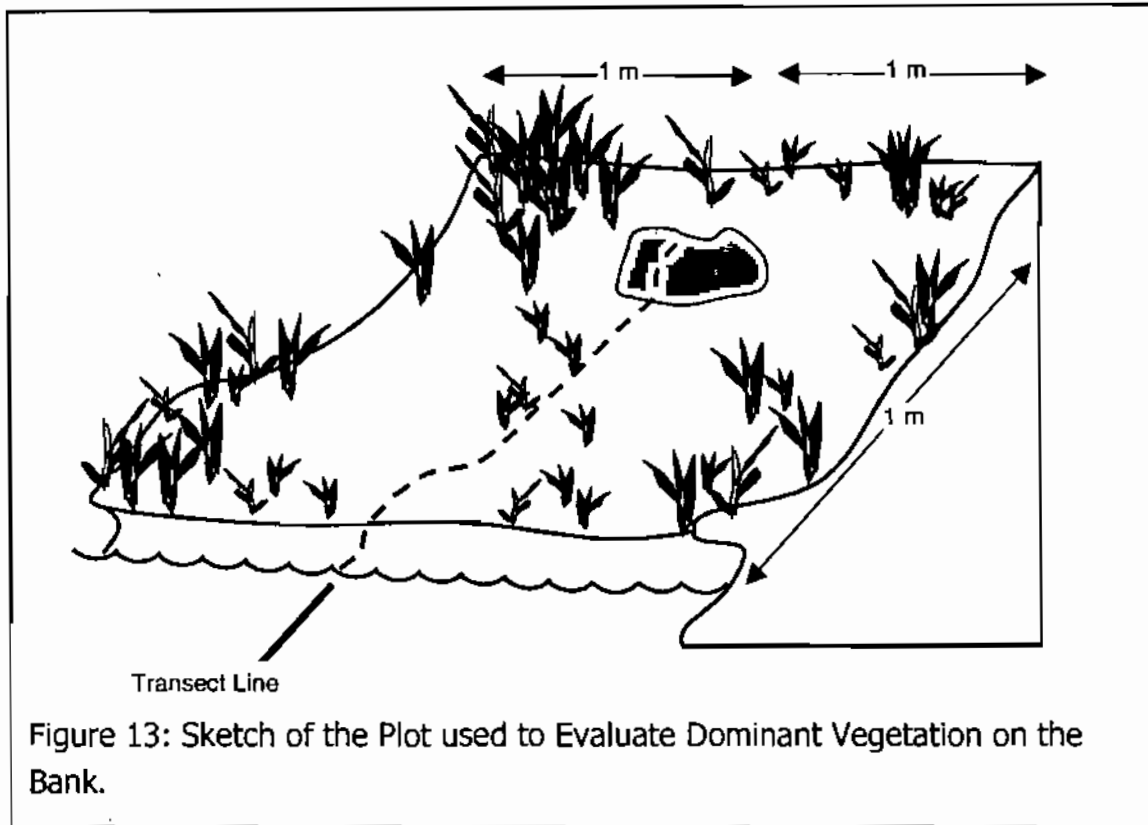 1 m 1 m
1 m
Transect Line
Figure 13: Sketch of the Plot used to Evaluate Dominant Vegetation on the
Bank.